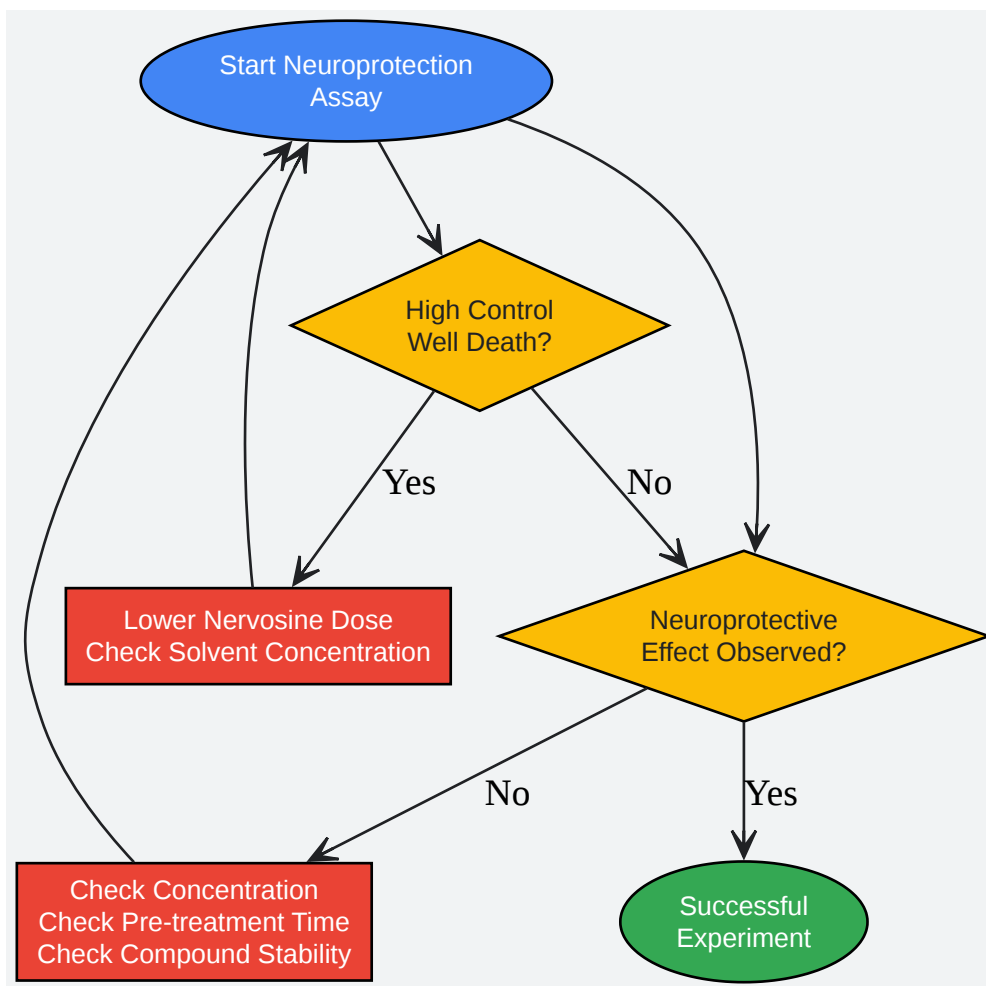 Start Neuroprotection
Assay
High Control
Well Death?
Yes
No
Lower Nervosine Dose
Check Solvent Concentration
Neuroprotective
Effect Observed?
No
Yes
Check Concentration
Check Pre-treatment Time
Check Compound Stability
Successful
Experiment